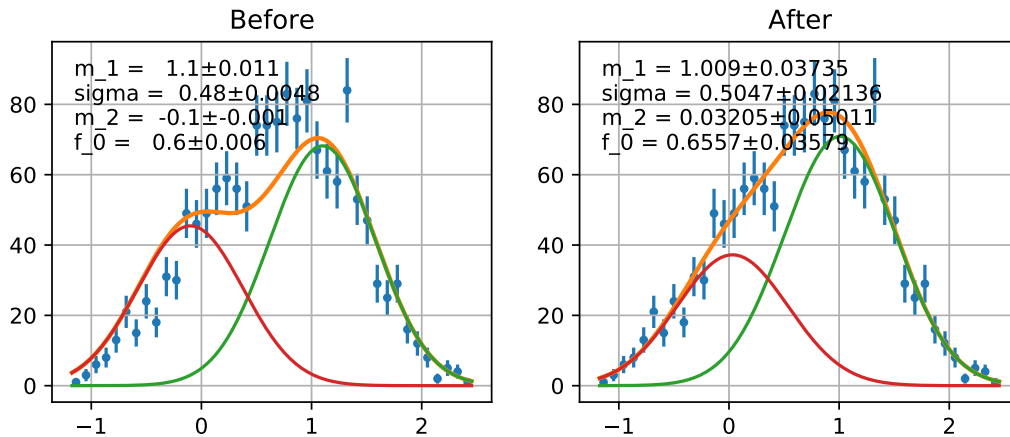 Before
m_1 =   1.1±0.011
sigma =  0.48±0.0048
m_2 =  -0.1±-0.001
f_0 =   0.6±0.006
80
60
40
20
0
−1
0
1
2
After
m_1 = 1.009±0.03735
sigma = 0.5047±0.02136
m_2 = 0.03205±0.05011
f_0 = 0.6557±0.03579
80
60
40
20
0
−1
0
1
2